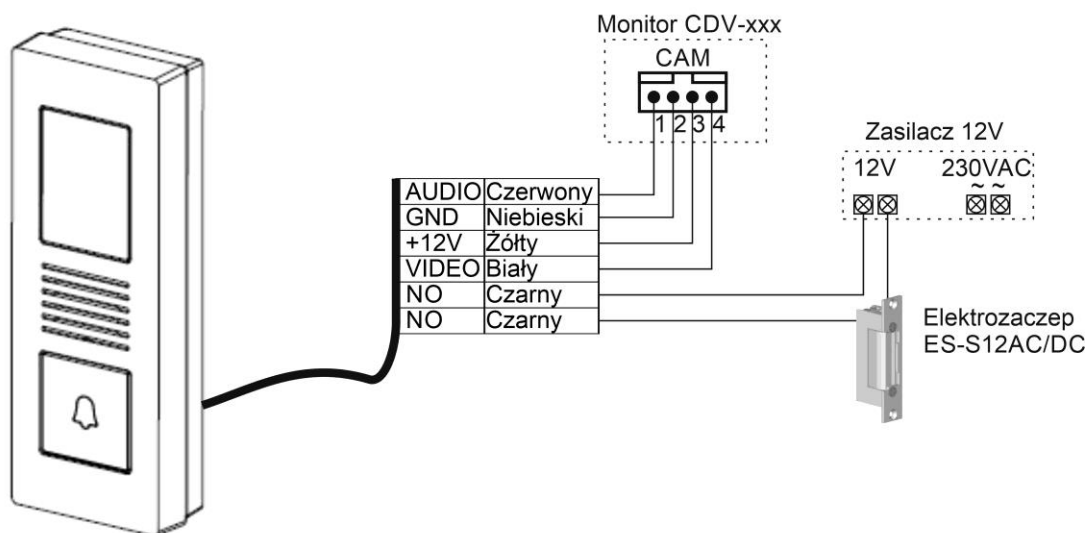 Monitor CDV-xxx
CAM
1 2 3 4
Zasilacz 12V
12V 230VAC
~ ~
AUDIO Czerwony
GND Niebieski
+12V Żółty
VIDEO Biały
NO Czarny
NO Czarny
Elektrozaczep
ES-S12AC/DC